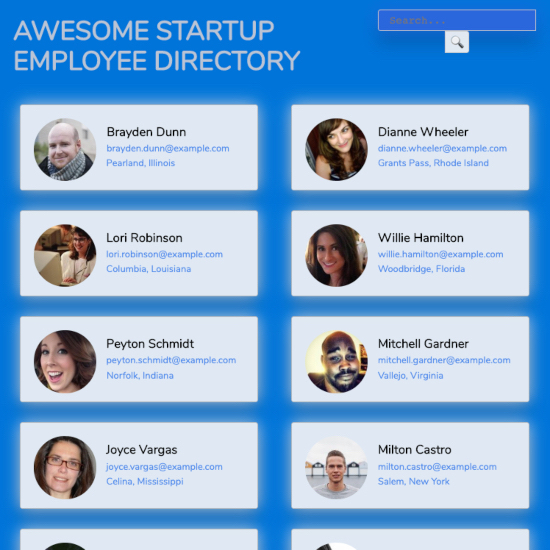 AWESOME STARTUP
EMPLOYEE DIRECTORY
Search...
Brayden Dunn
brayden.dunn@example.com
Pearland, Illinois
Dianne Wheeler
dianne.wheeler@example.com
Grants Pass, Rhode Island
Lori Robinson
lori.robinson@example.com
Columbia, Louisiana
Willie Hamilton
willie.hamilton@example.com
Woodbridge, Florida
Peyton Schmidt
peyton.schmidt@example.com
Norfolk, Indiana
Mitchell Gardner
mitchell.gardner@example.com
Vallejo, Virginia
Joyce Vargas
joyce.vargas@example.com
Celina, Mississippi
Milton Castro
milton.castro@example.com
Salem, New York